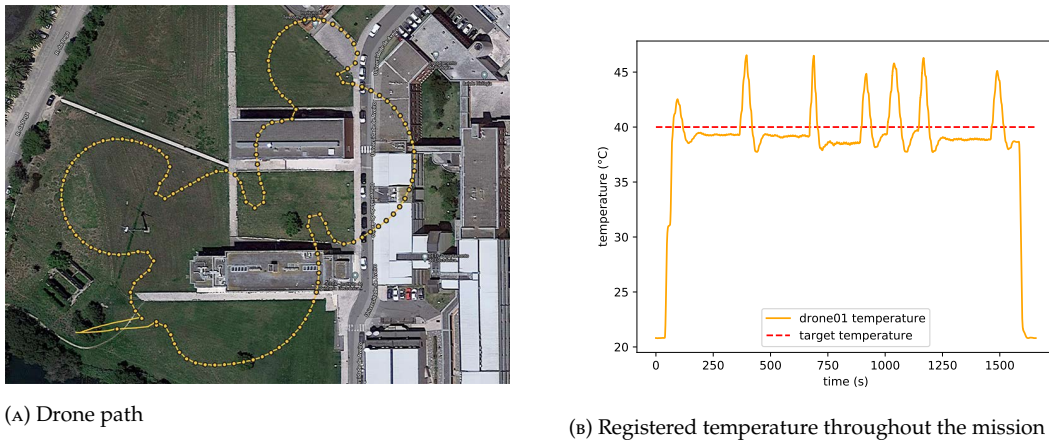 45
40
35
30
25
20
temperature (°C)
drone01 temperature
target temperature
0
250
500
750
1000
1250
1500
time (s)
(A) Drone path
(B) Registered temperature throughout the mission